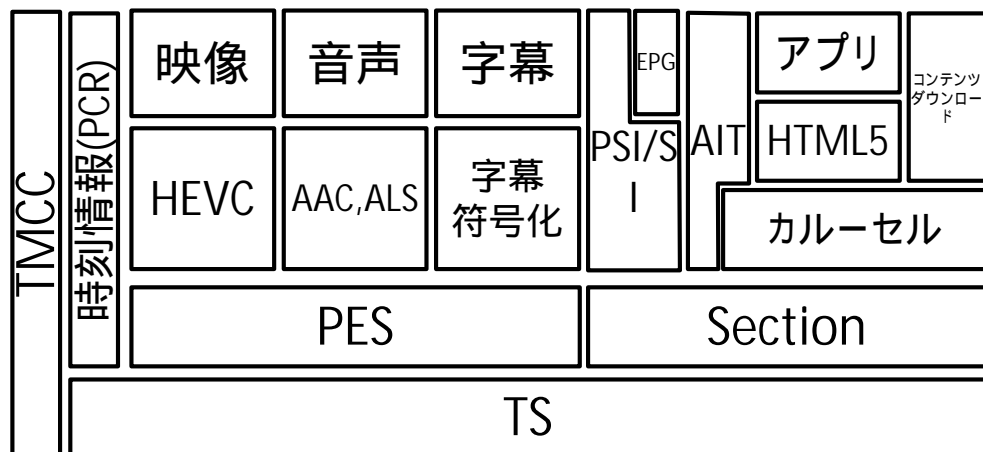 TMCC
時刻情報(PCR)
映像
音声
字幕
EPG
アプリ
コンテンツ
ダウンロー
ド
HEVC
AAC,ALS
字幕
符号化
PSI/S
I
AIT
HTML5
カルーセル
PES
Section
TS